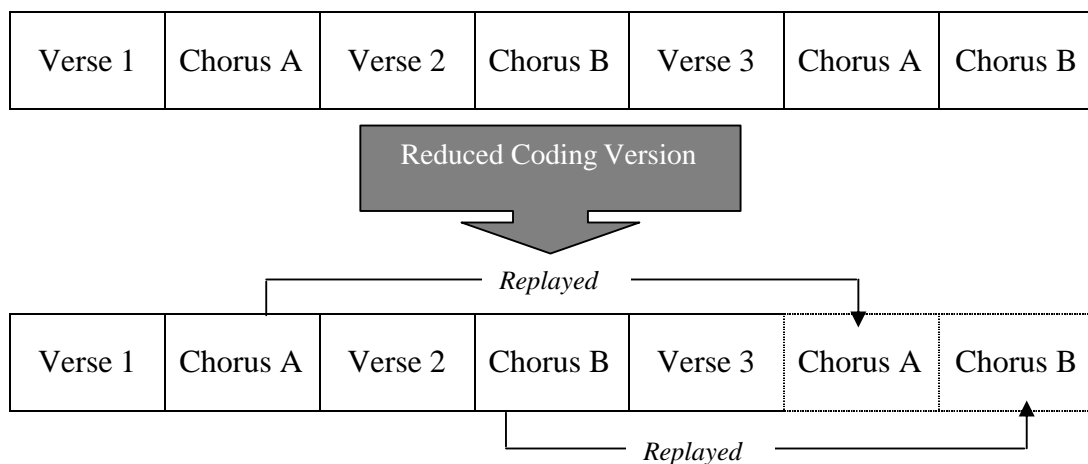 Verse 1 Chorus A Verse 2 Chorus B Verse 3 Chorus A Chorus B
Reduced Coding Version
Replayed
Verse 1 Chorus A Verse 2 Chorus B Verse 3 Chorus A Chorus B
Replayed